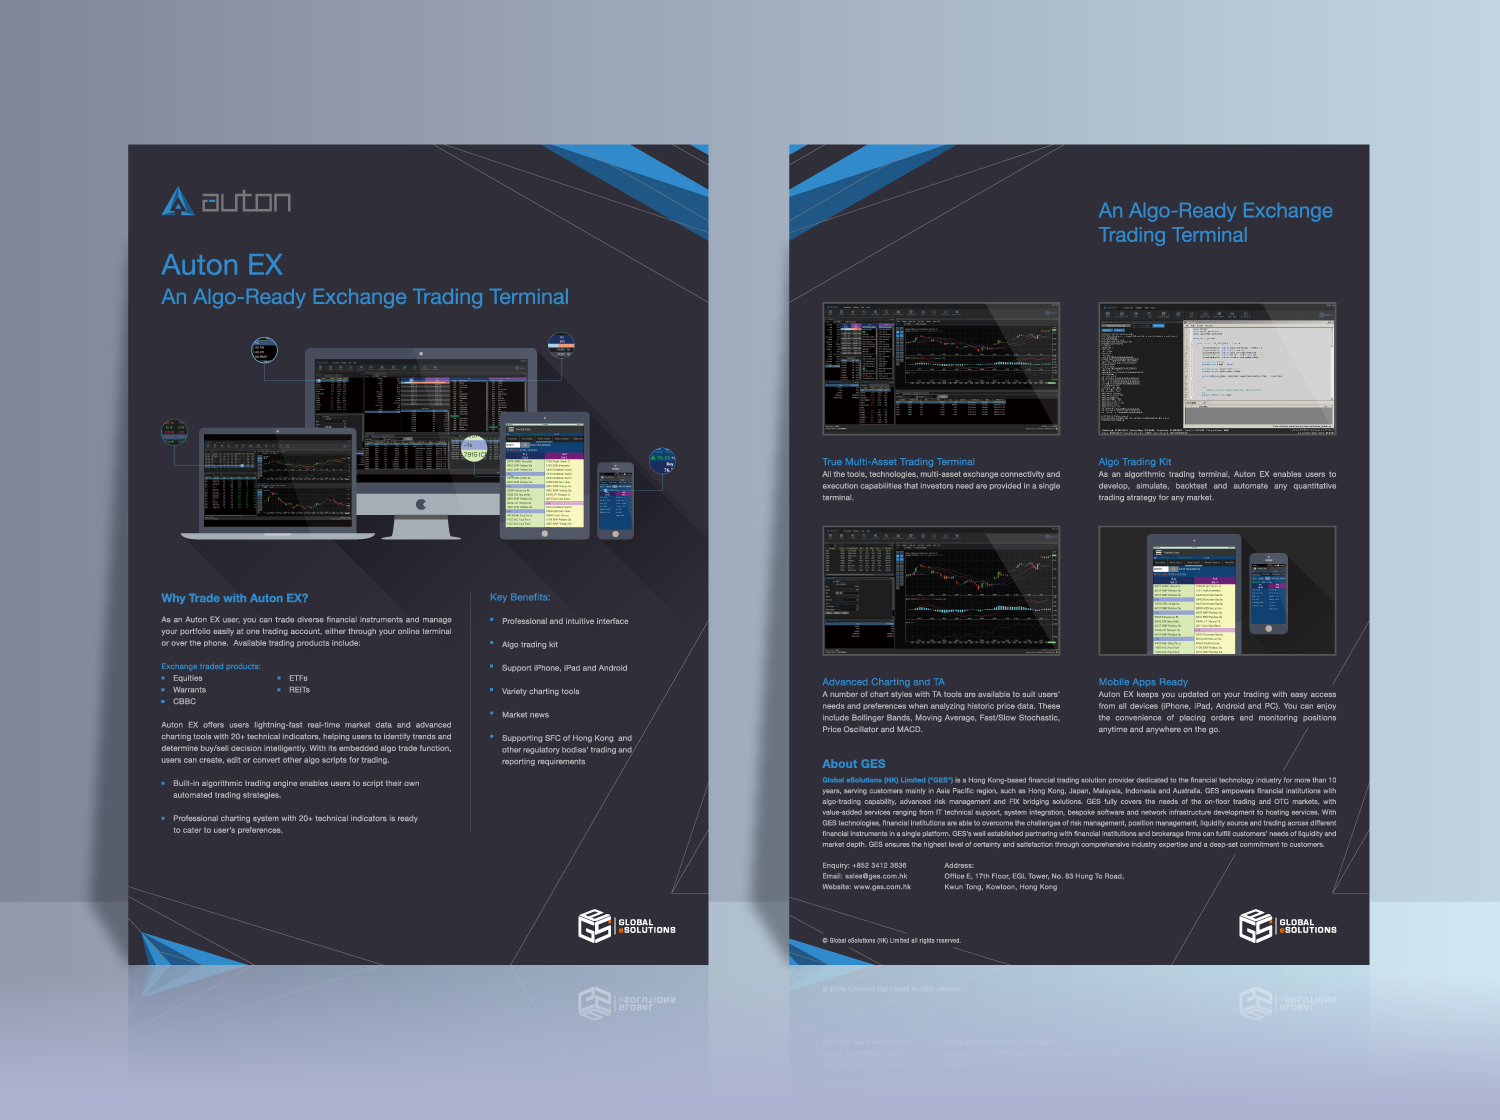 auton
Auton EX
An Algo-Ready Exchange Trading Terminal
Why Trade with Auton EX?
As an Auton EX user, you can trade diverse financial instruments and manage
your portfolio easily at one trading account, either through your online terminal
or over the phone. Available trading products include:
Exchange traded products:
Equities
Warrants
CBBC
ETFs
REITs
Auton EX offers users lightning-fast real-time market data and advanced
charting tools with 20+ technical indicators, helping users to identify trends and
determine buy/sell decision intelligently. With its embedded algo trade function,
users can create, edit or convert other algo scripts for trading.
Built-in algorithmic trading engine enables users to script their own
automated trading strategies.
Professional charting system with 20+ technical indicators is ready
to cater to user's preferences.
Key Benefits:
Professional and intuitive interface
Algo trading kit
Support iPhone, iPad and Android
Variety charting tools
Market news
Supporting SFC of Hong Kong and
other regulatory bodies' trading and
reporting requirements
GES
GLOBAL
eSOLUTIONS
An Algo-Ready Exchange
Trading Terminal
True Multi-Asset Trading Terminal
All the tools, technologies, multi-asset exchange connectivity and
execution capabilities that investors need are provided in a single
terminal.
Algo Trading Kit
As an algorithmic trading terminal, Auton EX enables users to
develop, simulate, backtest and automate any quantitative
trading strategy for any market.
Advanced Charting and TA
A number of chart styles with TA tools are available to suit users'
needs and preferences when analyzing historic price data. These
include Bollinger Bands, Moving Average, Fast/Slow Stochastic,
Price Oscillator and MACD.
Mobile Apps Ready
Auton EX keeps you updated on your trading with easy access
from all devices (iPhone, iPad, Android and PC). You can enjoy
the convenience of placing orders and monitoring positions
anytime and anywhere on the go.
About GES
Global eSolutions (HK) Limited ("GES") is a Hong Kong-based financial trading solution provider dedicated to the financial technology industry for more than 10
years, serving customers mainly in Asia Pacific region, such as Hong Kong, Japan, Malaysia, Indonesia and Australia. GES empowers financial institutions with
algo-trading capability, advanced risk management and FIX bridging solutions. GES fully covers the needs of the on-floor trading and OTC markets, with
value-added services ranging from IT technical support, system integration, bespoke software and network infrastructure development to hosting services. With
GES technologies, financial institutions are able to overcome the challenges of risk management, position management, liquidity source and trading across different
financial instruments in a single platform. GES's well established partnering with financial institutions and brokerage firms can fulfill customers' needs of liquidity and
market depth. GES ensures the highest level of certainty and satisfaction through comprehensive industry expertise and a deep-set commitment to customers.
Enquiry: +852 3412 3636
Email: sales@ges.com.hk
Website: www.ges.com.hk
Address:
Office E, 17th Floor, EGL Tower, No. 83 Hung To Road,
Kwun Tong, Kowloon, Hong Kong
© Global eSolutions (HK) Limited all rights reserved.
GES
GLOBAL
eSOLUTIONS